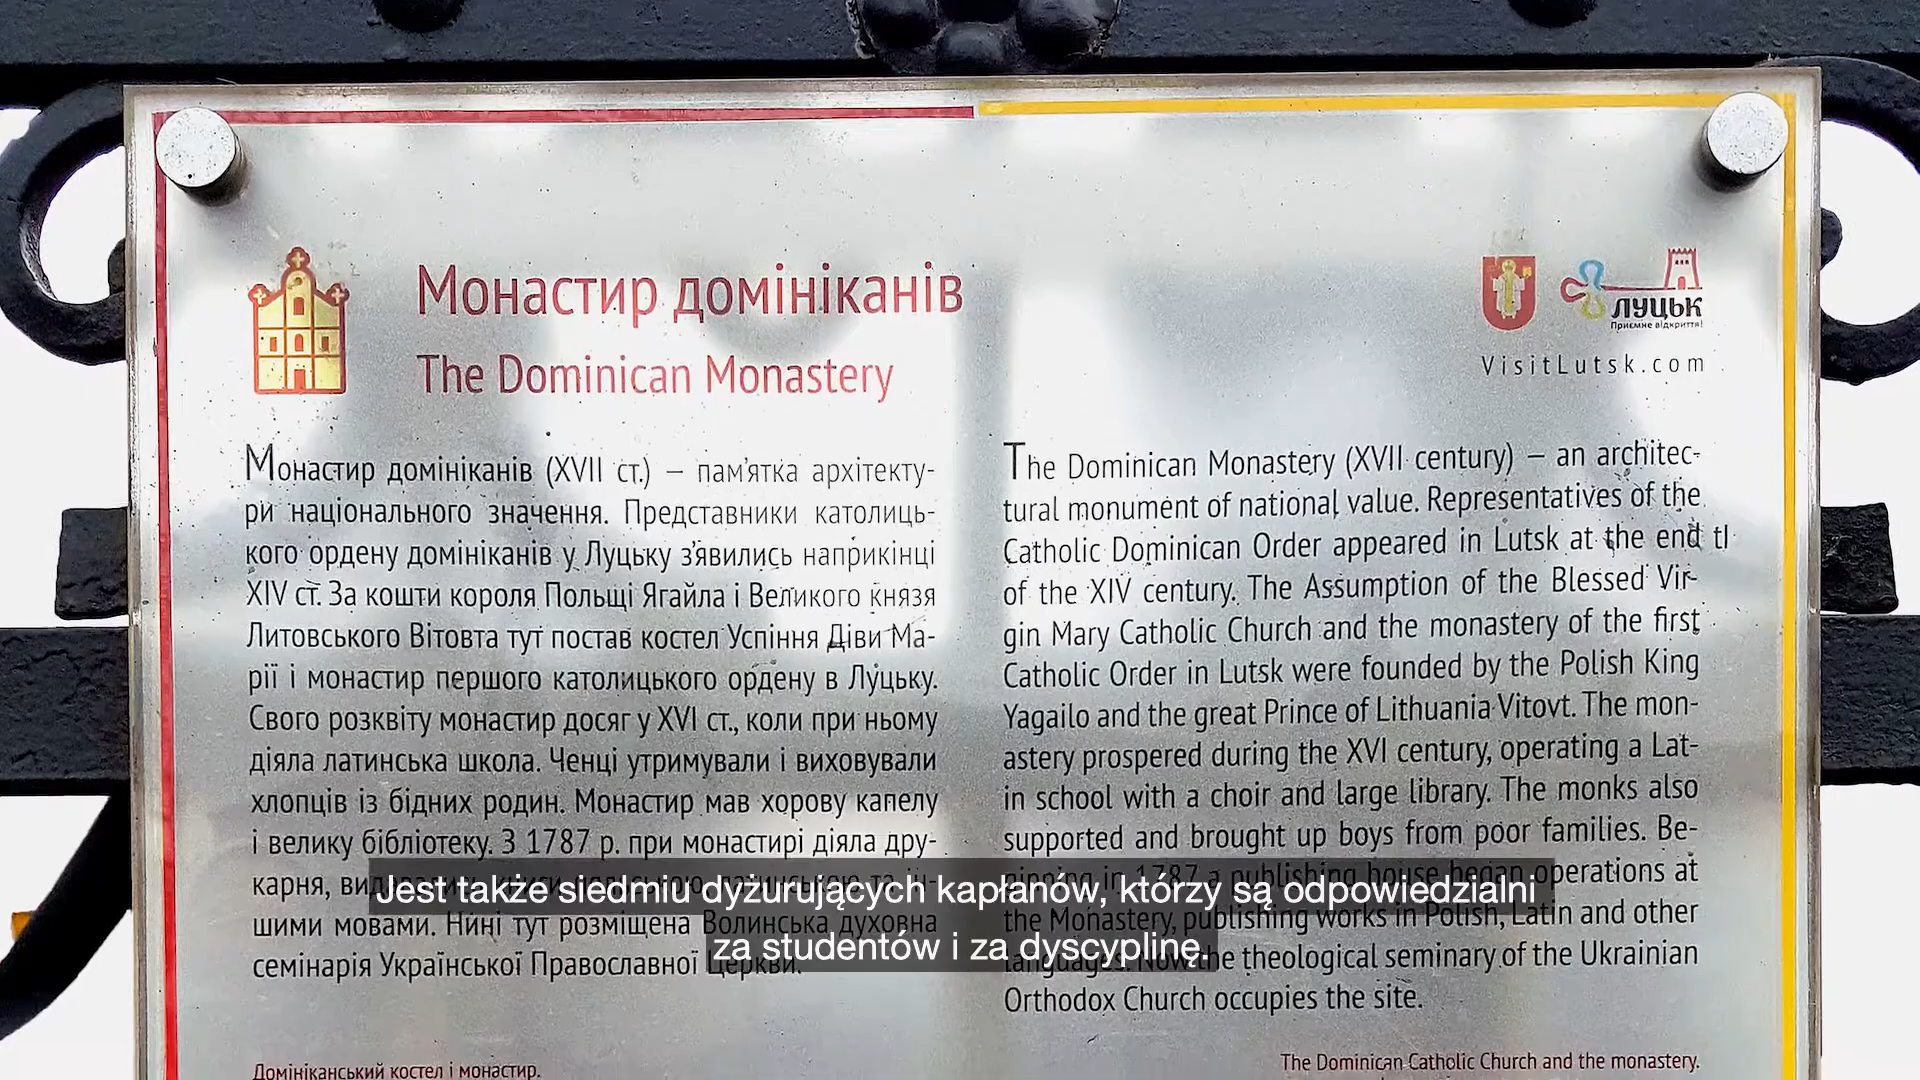 Монастир домініканів
The Dominican Monastery
ЛУЦЬК
Приємне відкриття!
VisitLutsk.com
Монастир домініканів (XVII ст.) – пам'ятка архітекту-
ри національного значення. Представники католиць-
кого ордену домініканів у Луцьку з'явились наприкінці
XIV ст. За кошти короля Польщі Ягайла і Великого князя
Литовського Вітовта тут постав костел Успіння Діви Ма-
рії і монастир першого католицького ордену в Луцьку.
Свого розквіту монастир досяг у XVI ст., коли при ньому
діяла латинська школа. Ченці утримували і виховували
хлопців із бідних родин. Монастир мав хорову капелу
і велику бібліотеку. З 1787 р. при монастирі діяла дру-
карня,
шими мовами. Нині тут розміщена Волинська духовна
семінарія Української Православної Церкви.
Домініканський костел і монастир.
The Dominican Monastery (XVII century) – an architec-
tural monument of national value. Representatives of the
Catholic Dominican Order appeared in Lutsk at the end tl
of the XIV century. The Assumption of the Blessed Vir-
gin Mary Catholic Church and the monastery of the first
Catholic Order in Lutsk were founded by the Polish King
Yagailo and the great Prince of Lithuania Vitovt. The mon-
astery prospered during the XVI century, operating a Lat-
in school with a choir and large library. The monks also
supported and brought up boys from poor families. Be-
ginning in 1787 a publishing house began operations at
the Monastery, publishing works in Polish, Latin and other
languages. Now the theological seminary of the Ukrainian
Orthodox Church occupies the site.
The Dominican Catholic Church and the monastery.
Jest także siedmiu dyżurujących kapłanów, którzy są odpowiedzialni
za studentów i za dyscyplinę.